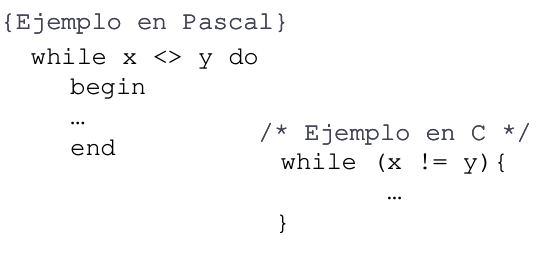 {Ejemplo en Pascal}
while x <> y do
begin
…
end
/* Ejemplo en C */
while (x != y){
…
}